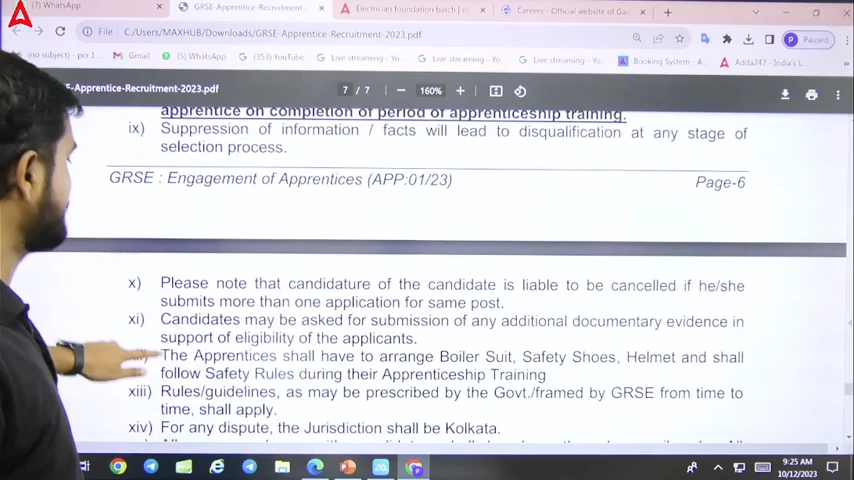 (7) WhatsApp
GRSE-Apprentice-Recruitment-
Electrician foundation batch
Careers - Official website of Gar
File C:/Users/MAXHUB/Downloads/GRSE-Apprentice-Recruitment-2023.pdf
Paused
(no subject) - pcr.1
Gmail
(5) WhatsApp
(353) YouTube
Live streaming - Yo...
Live streaming - Yo...
Live streaming - Yo...
Booking System - A...
Adda247 - India's L
E-Apprentice-Recruitment-2023.pdf
7 / 7
160%
apprentice on completion of period of apprenticeship training.
ix) Suppression of information / facts will lead to disqualification at any stage of
selection process.
GRSE : Engagement of Apprentices (APP:01/23)
Page-6
x) Please note that candidature of the candidate is liable to be cancelled if he/she
submits more than one application for same post.
xi) Candidates may be asked for submission of any additional documentary evidence in
support of eligibility of the applicants.
The Apprentices shall have to arrange Boiler Suit, Safety Shoes, Helmet and shall
follow Safety Rules during their Apprenticeship Training
xiii) Rules/guidelines, as may be prescribed by the Govt./framed by GRSE from time to
time, shall apply.
xiv) For any dispute, the Jurisdiction shall be Kolkata.
9:25 AM
10/12/2023